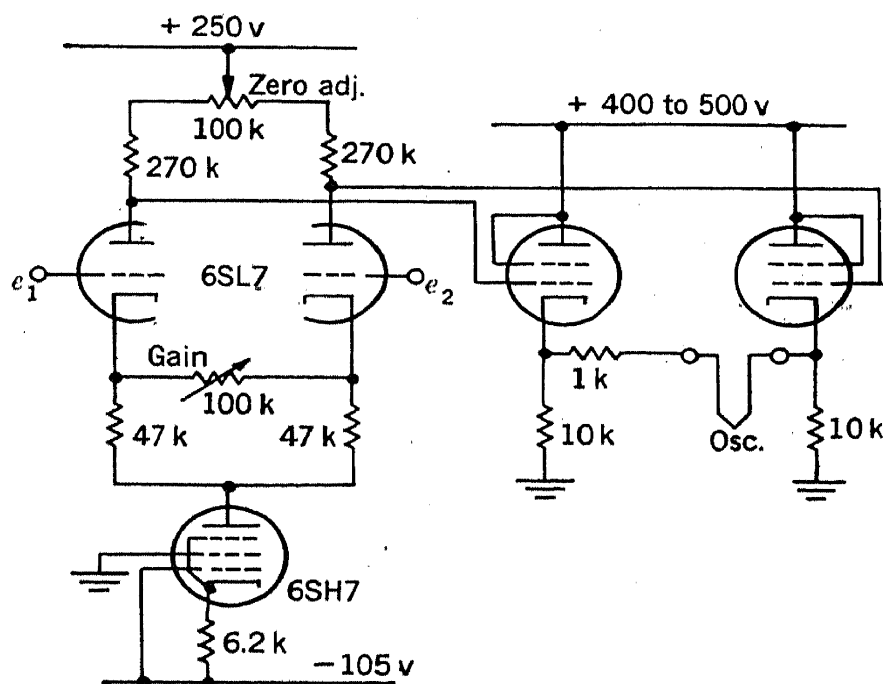 + 250 v
Zero adj.
100 k
270 k
270 k
+ 400 to 500 v
e1
6SL7
e2
Gain
100 k
1 k
47 k
47 k
10 k
Osc.
10 k
6SH7
6.2 k
− 105 v